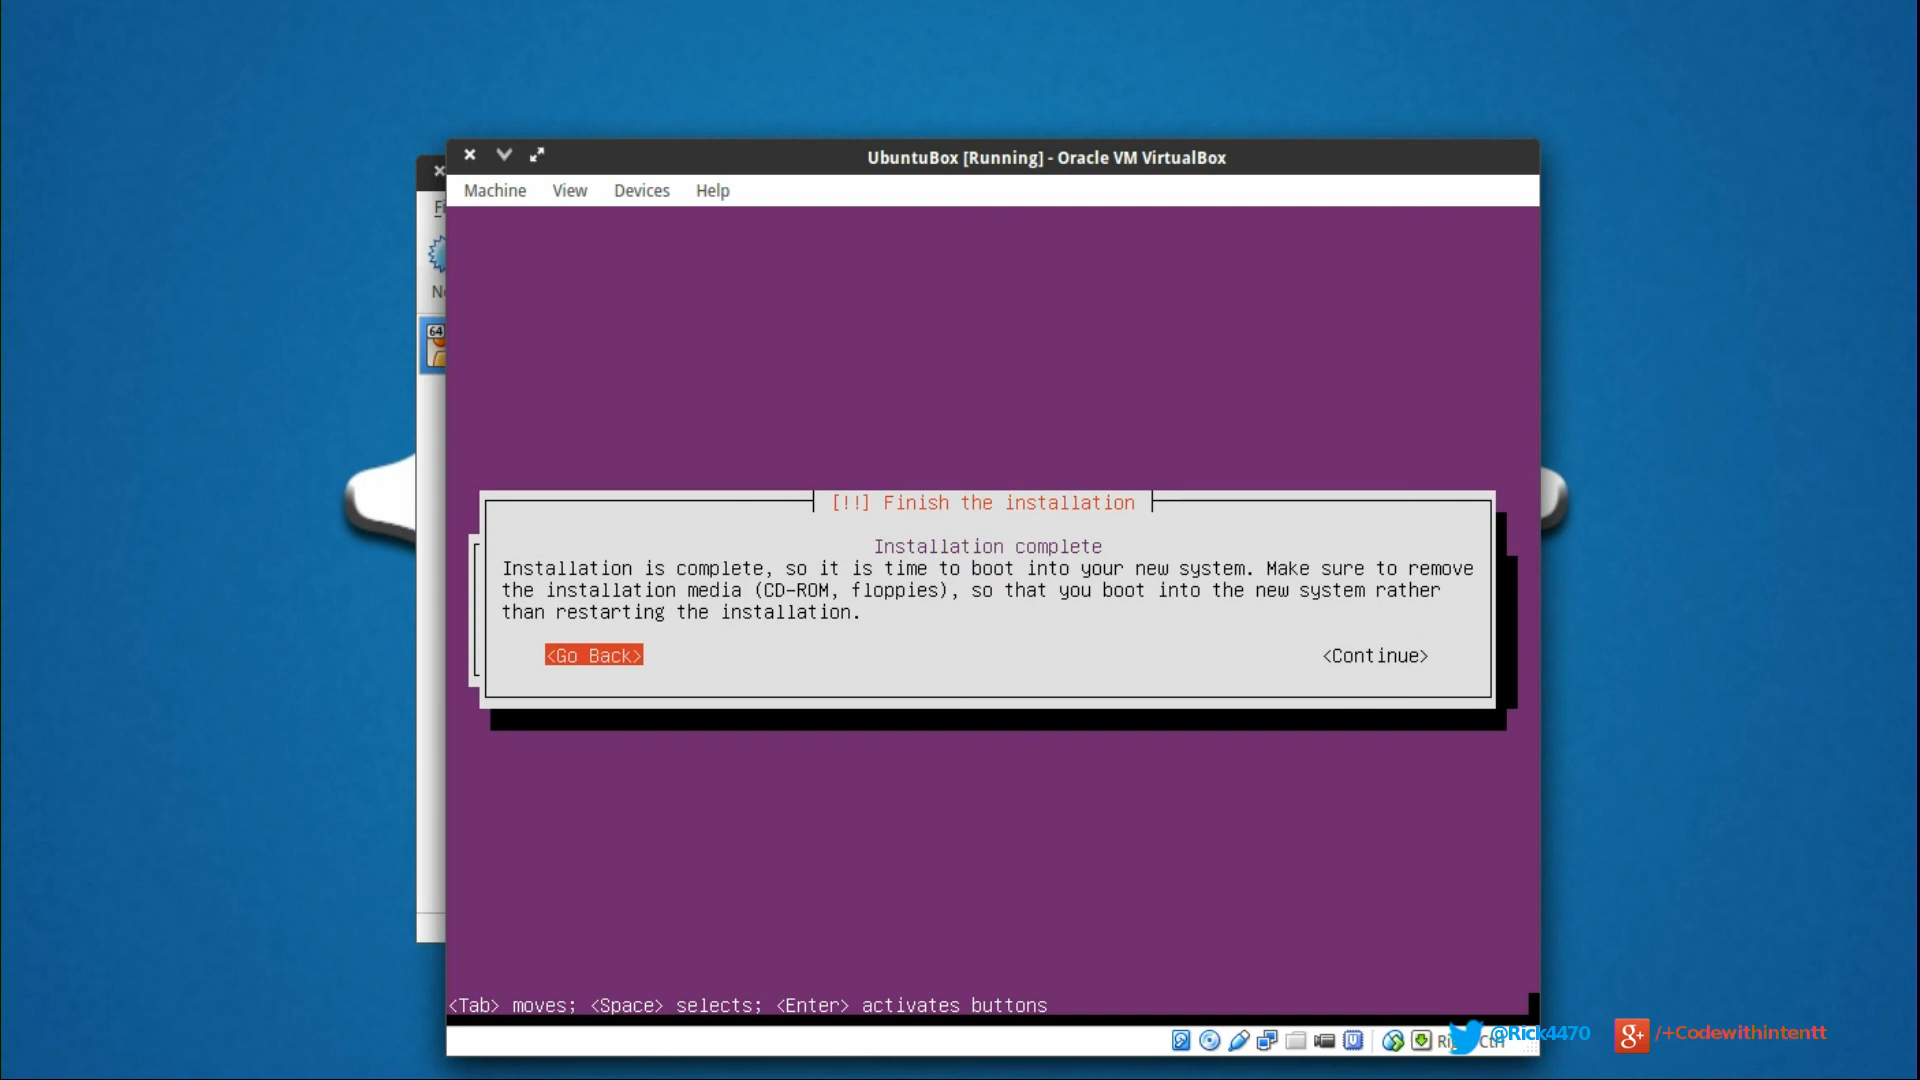 UbuntuBox [Running] - Oracle VM VirtualBox
Machine View Devices Help
64
[!!] Finish the installation
Installation complete
Installation is complete, so it is time to boot into your new system. Make sure to remove
the installation media (CD-ROM, floppies), so that you boot into the new system rather
than restarting the installation.
<Go Back> <Continue>
<Tab> moves; <Space> selects; <Enter> activates buttons
@Rick4470 g+ /+Codewithintentt